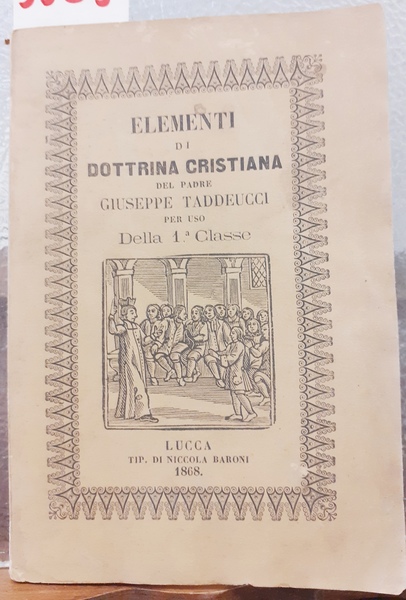 ELEMENTI
DI
DOTTRINA CRISTIANA
DEL PADRE
GIUSEPPE TADDEUCCI
PER USO
Della 1.ª Classe
LUCCA
TIP. DI NICCOLA BARONI
1868.